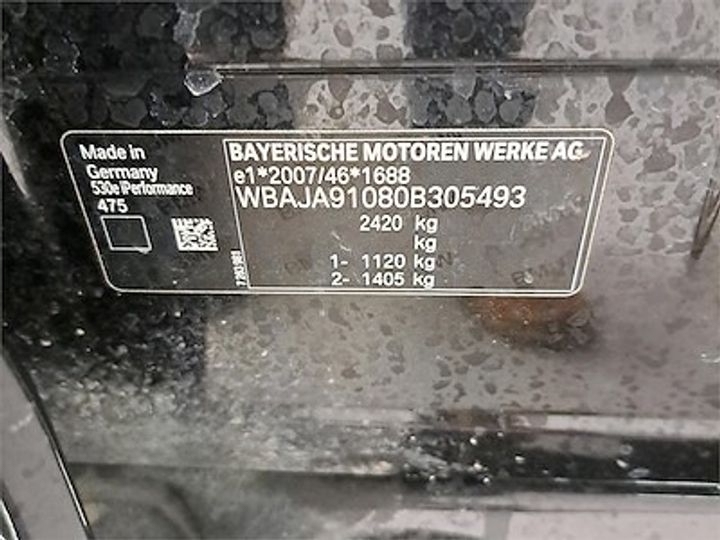 Made in
Germany
530e iPerformance
475
BAYERISCHE MOTOREN WERKE AG
e1*2007/46*1688
WBAJA91080B305493
2420 kg
kg
1- 1120 kg
2- 1405 kg